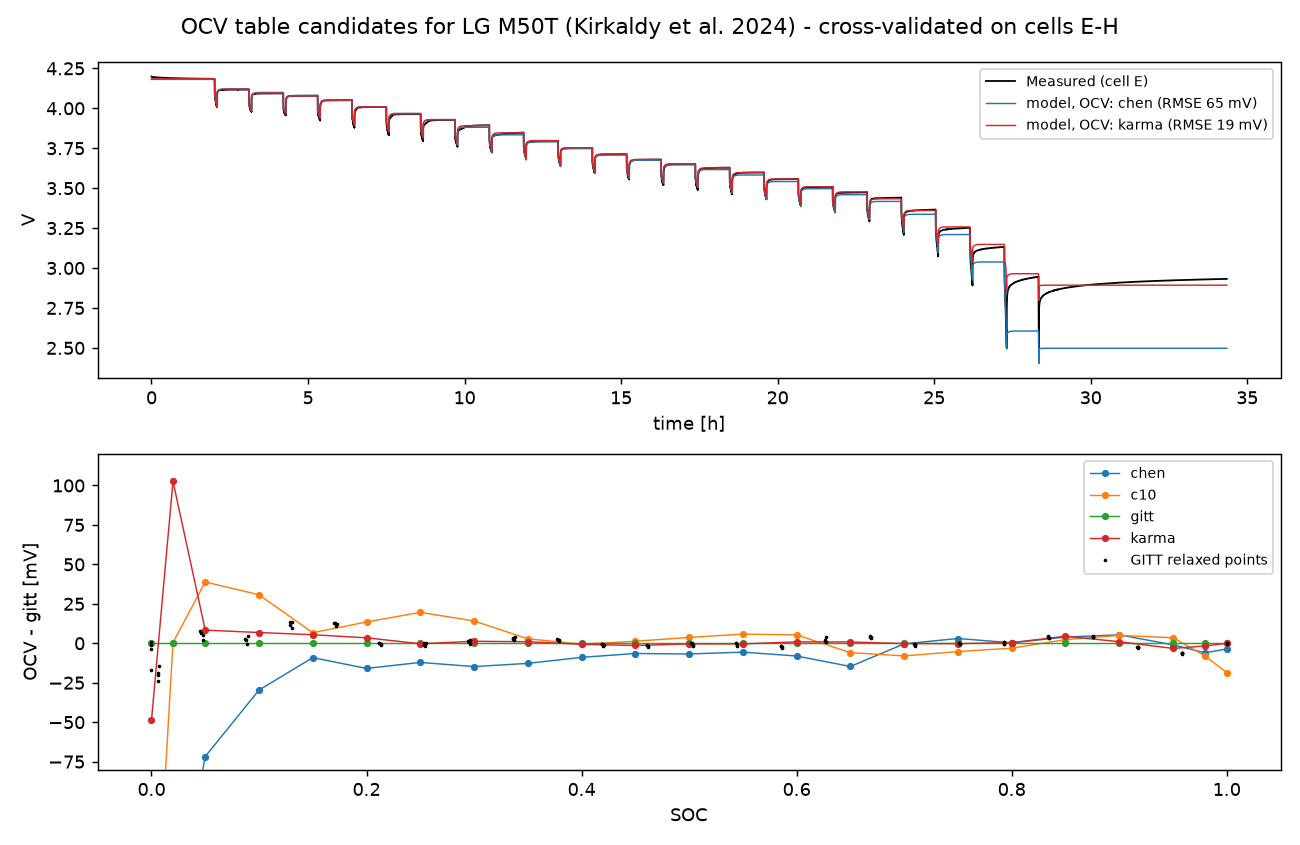 OCV table candidates for LG M50T (Kirkaldy et al. 2024) - cross-validated on cells E-H
4.25
4.00
3.75
3.50
3.25
3.00
2.75
2.50
V
Measured (cell E)
model, OCV: chen (RMSE 65 mV)
model, OCV: karma (RMSE 19 mV)
0 5 10 15 20 25 30 35
time [h]
100
75
50
25
0
−25
−50
−75
OCV - gitt [mV]
chen
c10
gitt
karma
GITT relaxed points
0.0 0.2 0.4 0.6 0.8 1.0
SOC